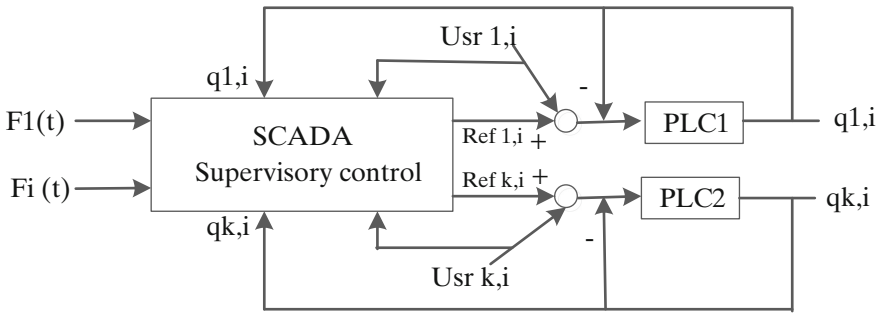 Usr 1,i
q1,i
-
F1(t)
SCADA
Supervisory control
Ref 1,i +
PLC1
q1,i
Fi (t)
Ref k,i +
PLC2
qk,i
qk,i
-
Usr k,i